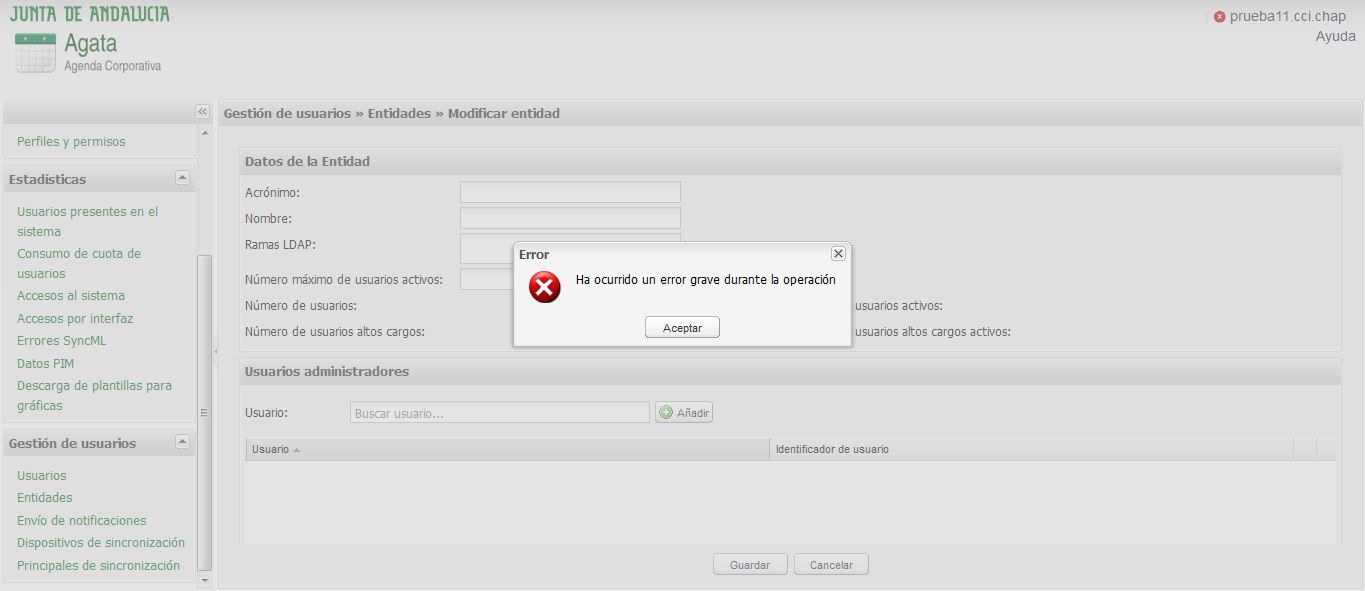 JUNTA DE ANDALUCIA
Agata
Agenda Corporativa
prueba11.cci.chap
Ayuda
Perfiles y permisos
Estadísticas
Usuarios presentes en el
sistema
Consumo de cuota de
usuarios
Accesos al sistema
Accesos por interfaz
Errores SyncML
Datos PIM
Descarga de plantillas para
gráficas
Gestión de usuarios
Usuarios
Entidades
Envío de notificaciones
Dispositivos de sincronización
Principales de sincronización
Gestión de usuarios » Entidades » Modificar entidad
Datos de la Entidad
Acrónimo:
Nombre:
Ramas LDAP:
Número máximo de usuarios activos:
Número de usuarios:
usuarios activos:
Número de usuarios altos cargos:
usuarios altos cargos activos:
Error
Ha ocurrido un error grave durante la operación
Aceptar
Usuarios administradores
Usuario:
Buscar usuario...
Añadir
Usuario
Identificador de usuario
Guardar
Cancelar